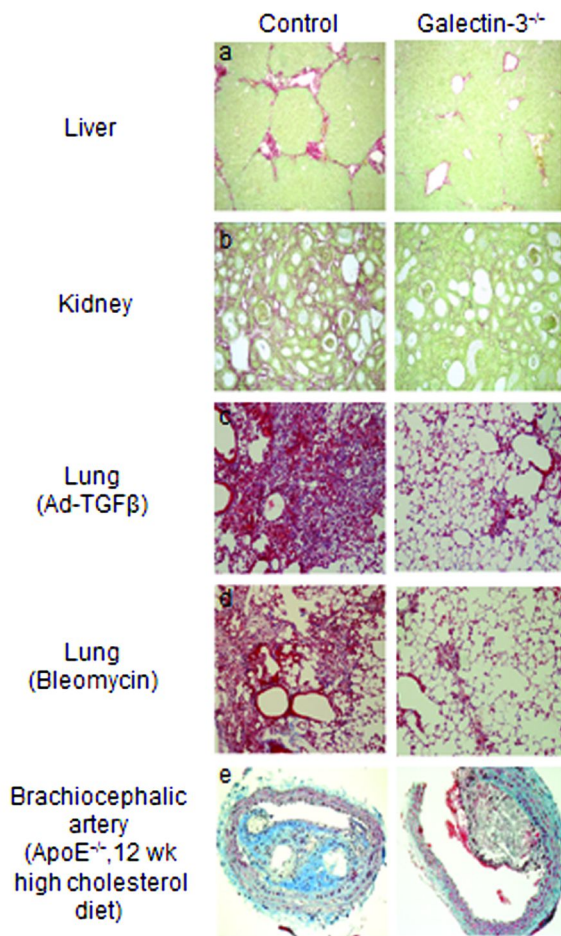 Control Galectin-3-/-
a
Liver
b
Kidney
c
Lung
(Ad-TGFβ)
d
Lung
(Bleomycin)
e
Brachiocephalic
artery
(ApoE-/-,12 wk
high cholesterol
diet)